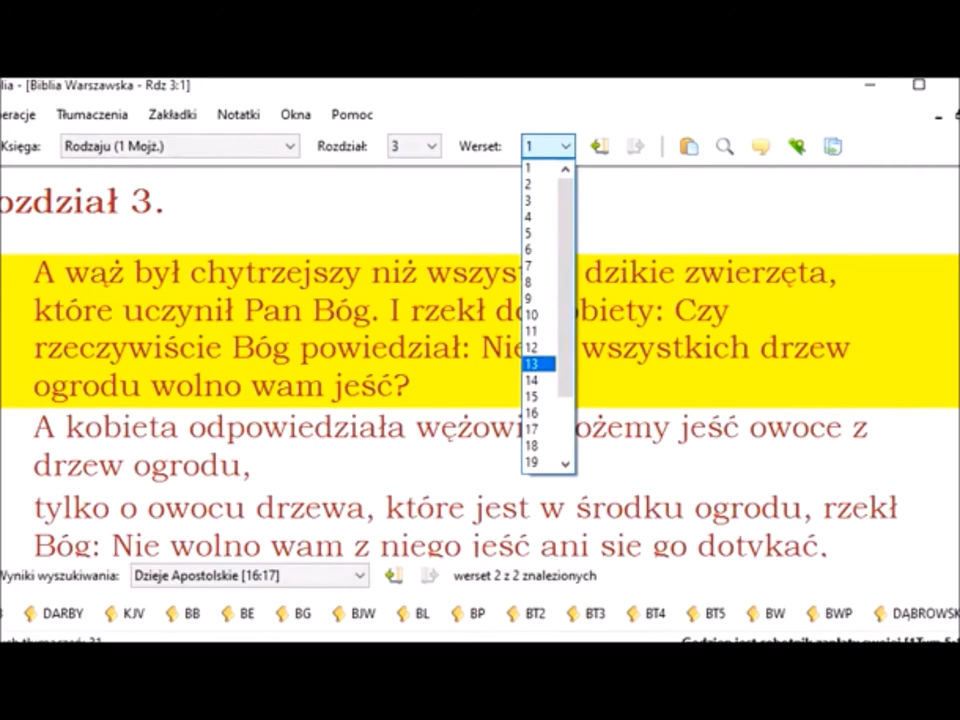 lia - [Biblia Warszawska - Rdz 3:1]
eracje Tłumaczenia Zakładki Notatki Okna Pomoc
Księga: Rodzaju (1 Mojż.) Rozdział: 3 Werset: 1
1
2
3
4
5
6
7
8
9
10
11
12
13
14
15
16
17
18
19
ozdział 3.
A wąż był chytrzejszy niż wszys dzikie zwierzęta,
które uczynił Pan Bóg. I rzekł do obiety: Czy
rzeczywiście Bóg powiedział: Nie wszystkich drzew
ogrodu wolno wam jeść?
A kobieta odpowiedziała wężowi ożemy jeść owoce z
drzew ogrodu,
tylko o owocu drzewa, które jest w środku ogrodu, rzekł
Bóg: Nie wolno wam z niego jeść ani się go dotykać,
Wyniki wyszukiwania: Dzieje Apostolskie [16:17] werset 2 z 2 znalezionych
DARBY KJV BB BE BG BJW BL BP BT2 BT3 BT4 BT5 BW BWP DĄBROWSK